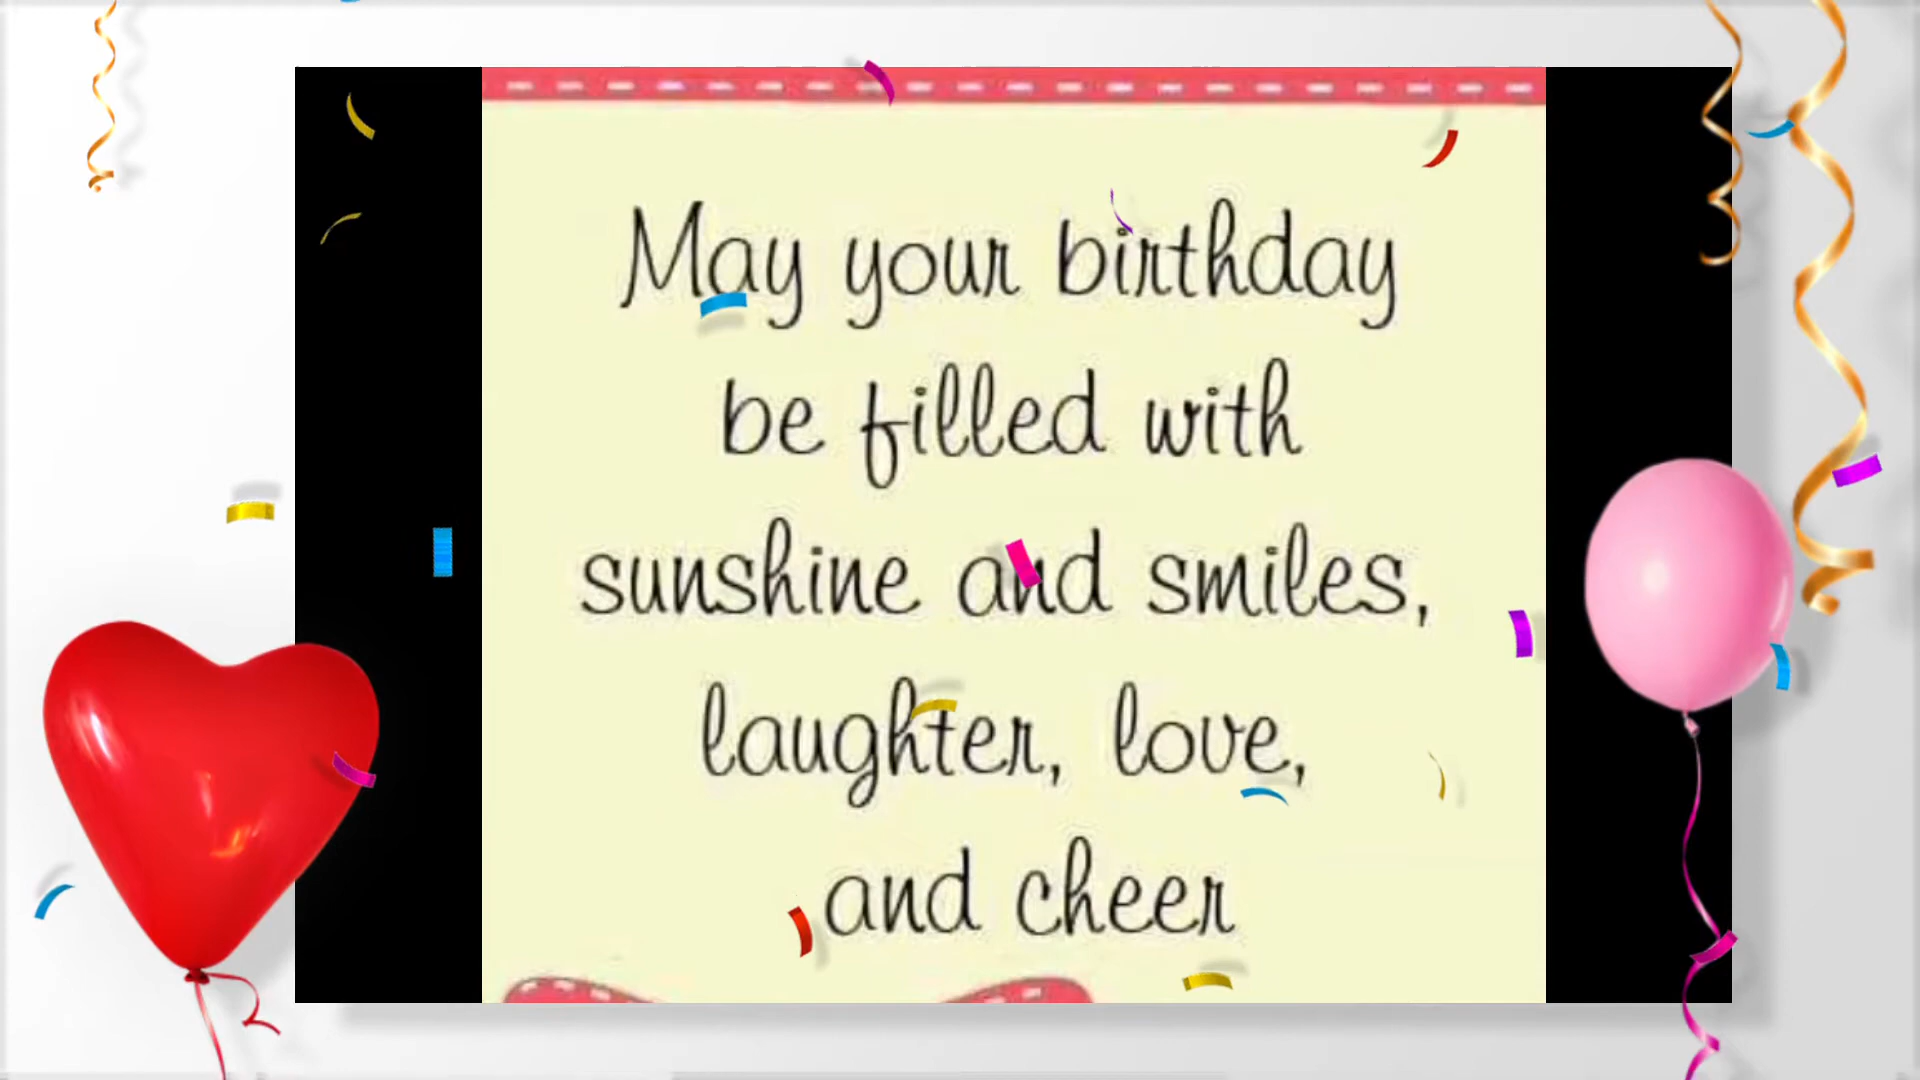 May your birthday
be filled with
sunshine and smiles,
laughter, love,
and cheer